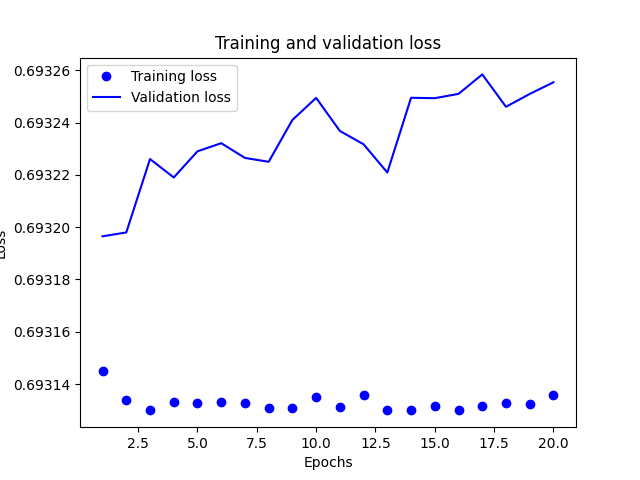 Training and validation loss
Training loss
Validation loss
0.69326
0.69324
0.69322
0.69320
0.69318
0.69316
0.69314
Loss
2.5 5.0 7.5 10.0 12.5 15.0 17.5 20.0
Epochs